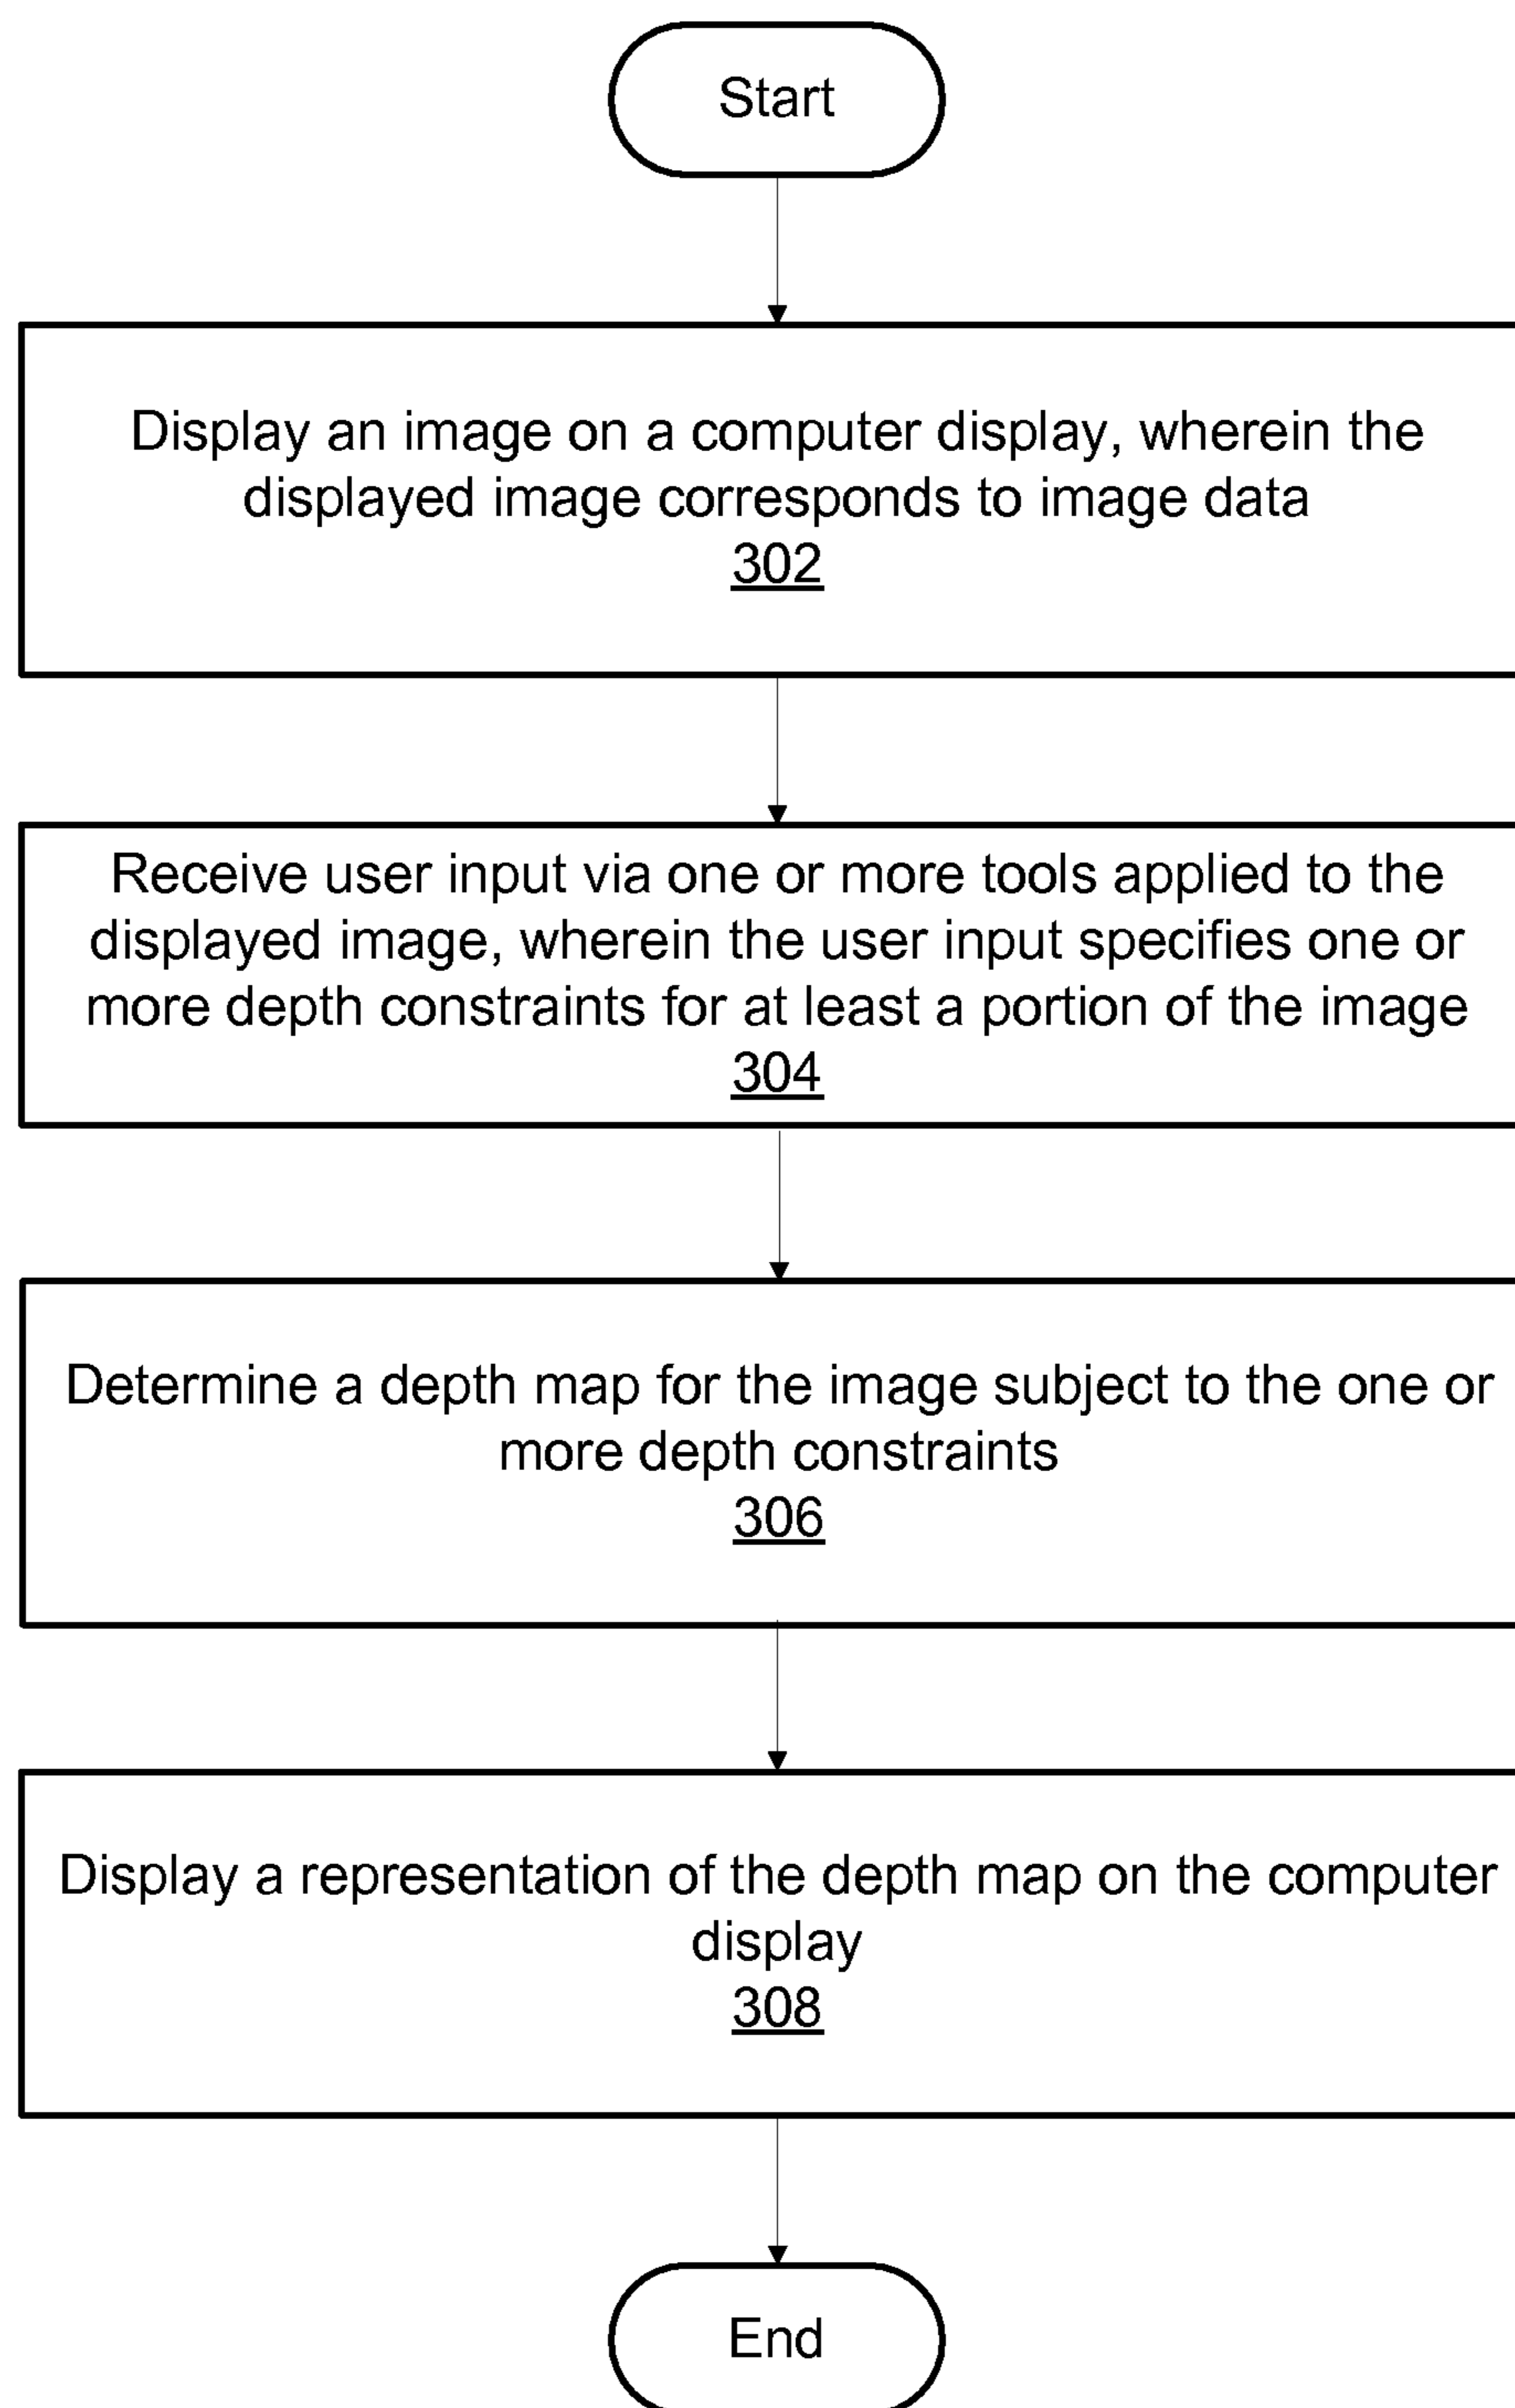 Start
Display an image on a computer display, wherein the
displayed image corresponds to image data
302
Receive user input via one or more tools applied to the
displayed image, wherein the user input specifies one or
more depth constraints for at least a portion of the image
304
Determine a depth map for the image subject to the one or
more depth constraints
306
Display a representation of the depth map on the computer
display
308
End